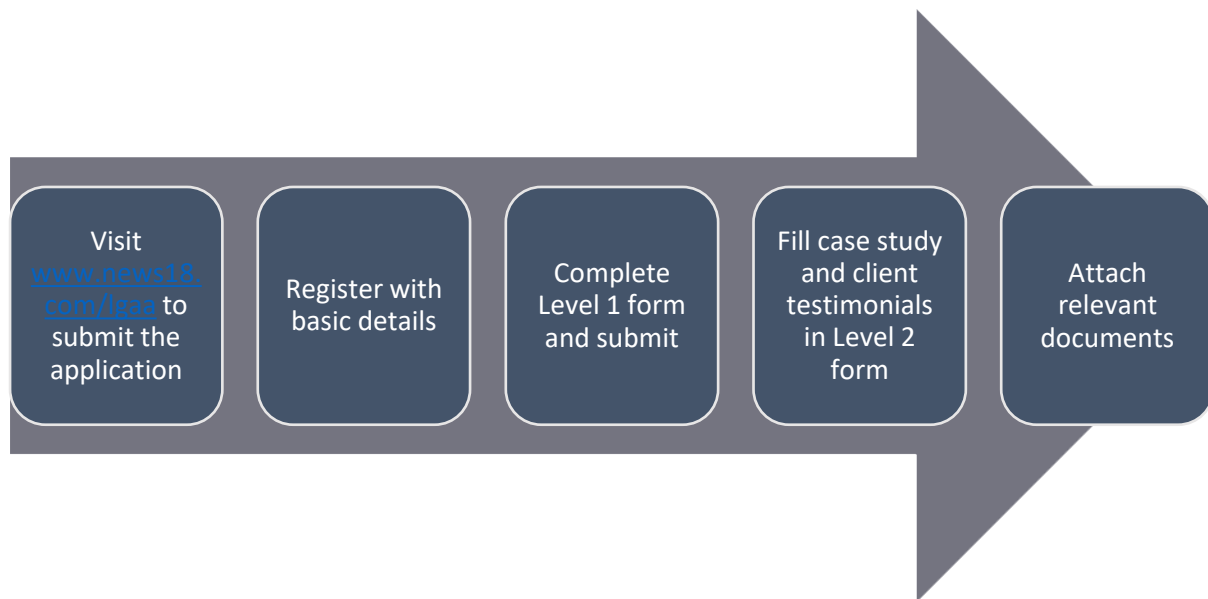 Visit
www.news18.
com/igaa to
submit the
application
Register with
basic details
Complete
Level 1 form
and submit
Fill case study
and client
testimonials
in Level 2
form
Attach
relevant
documents